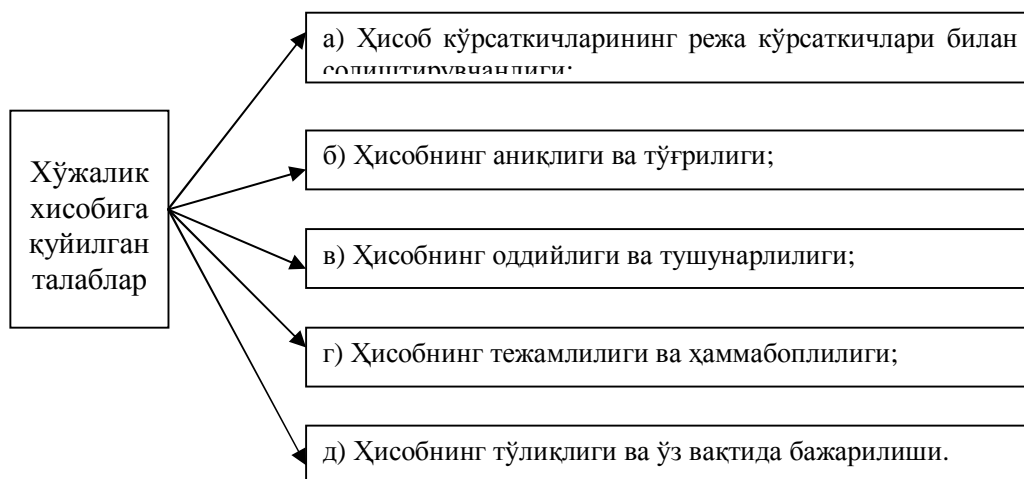 Хўжалик
хисобига
қуйилган
талаблар
а) Ҳисоб кўрсаткичларининг режа кўрсаткичлари билан
солиштирувчандиги;
б) Ҳисобнинг аниқлиги ва тўғрилиги;
в) Ҳисобнинг оддийлиги ва тушунарлилиги;
г) Ҳисобнинг тежамлилиги ва ҳаммабоплилиги;
д) Ҳисобнинг тўлиқлиги ва ўз вақтида бажарилиши.